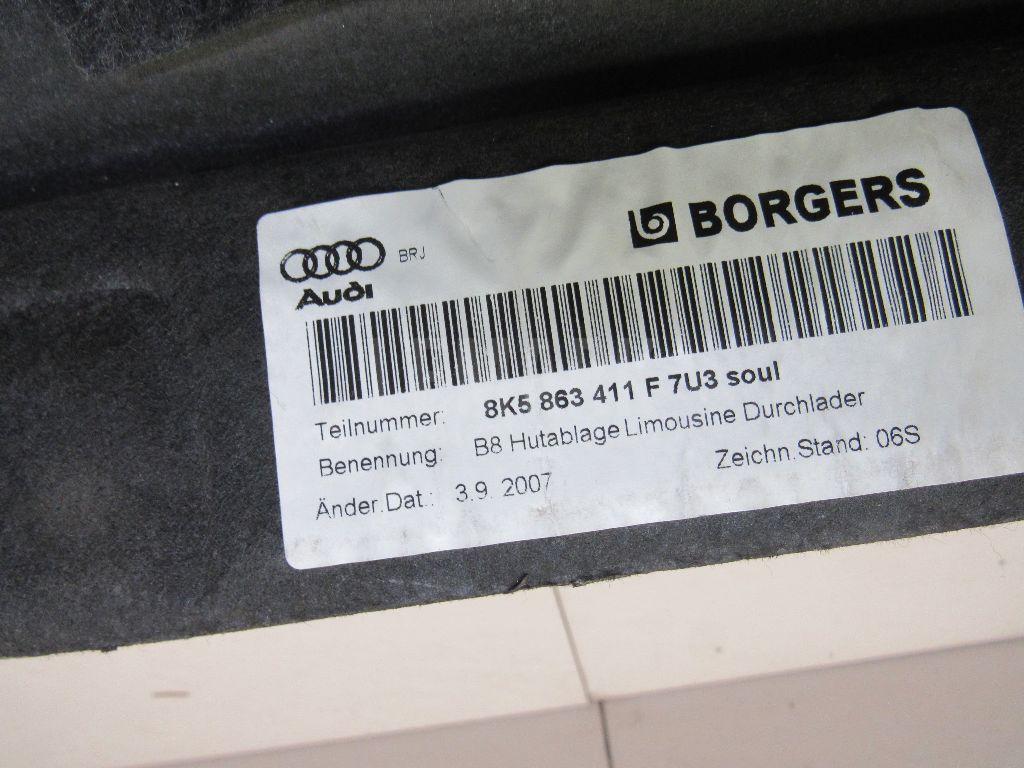 BORGERS
BRJ
Audi
Teilnummer: 8K5 863 411 F 7U3 soul
Benennung: B8 Hutablage Limousine Durchlader
Änder.Dat.: 3.9. 2007 Zeichn.Stand: 06S